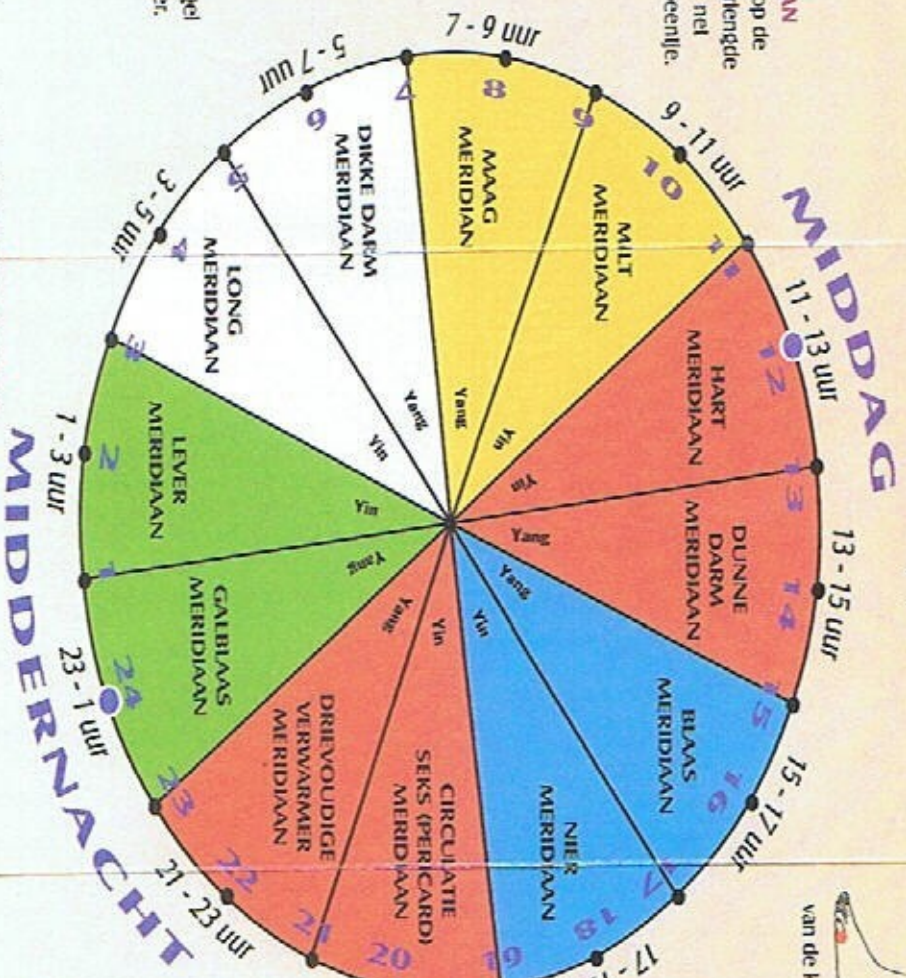 MIDDAG
11 - 13 uur
12
HART
MERIDIAAN
Yin
13
13 - 15 uur
14
DUNNE
DARM
MERIDIAAN
Yang
15
15 - 17 uur
16
BLAAS
MERIDIAAN
Yang
17
18
NIER
MERIDIAAN
Yin
19
20
CIRCULATIE
SEKS (PERICARD)
MERIDIAAN
Yin
21
21 - 23 uur
22
DRIEVOUDIGE
VERWARMER
MERIDIAAN
Yang
23
23 - 1 uur
24
GALBLAAS
MERIDIAAN
Yang
MIDDERNACHT
1
1 - 3 uur
2
LEVER
MERIDIAAN
Yin
3
3 - 5 uur
4
LONG
MERIDIAAN
Yin
5
5 - 7 uur
6
DIKKE DARM
MERIDIAAN
Yang
7
7 - 9 uur
8
MAAG
MERIDIAN
Yang
9
9 - 11 uur
10
MILT
MERIDIAAN
Yin
11
op de
nel
eentje.